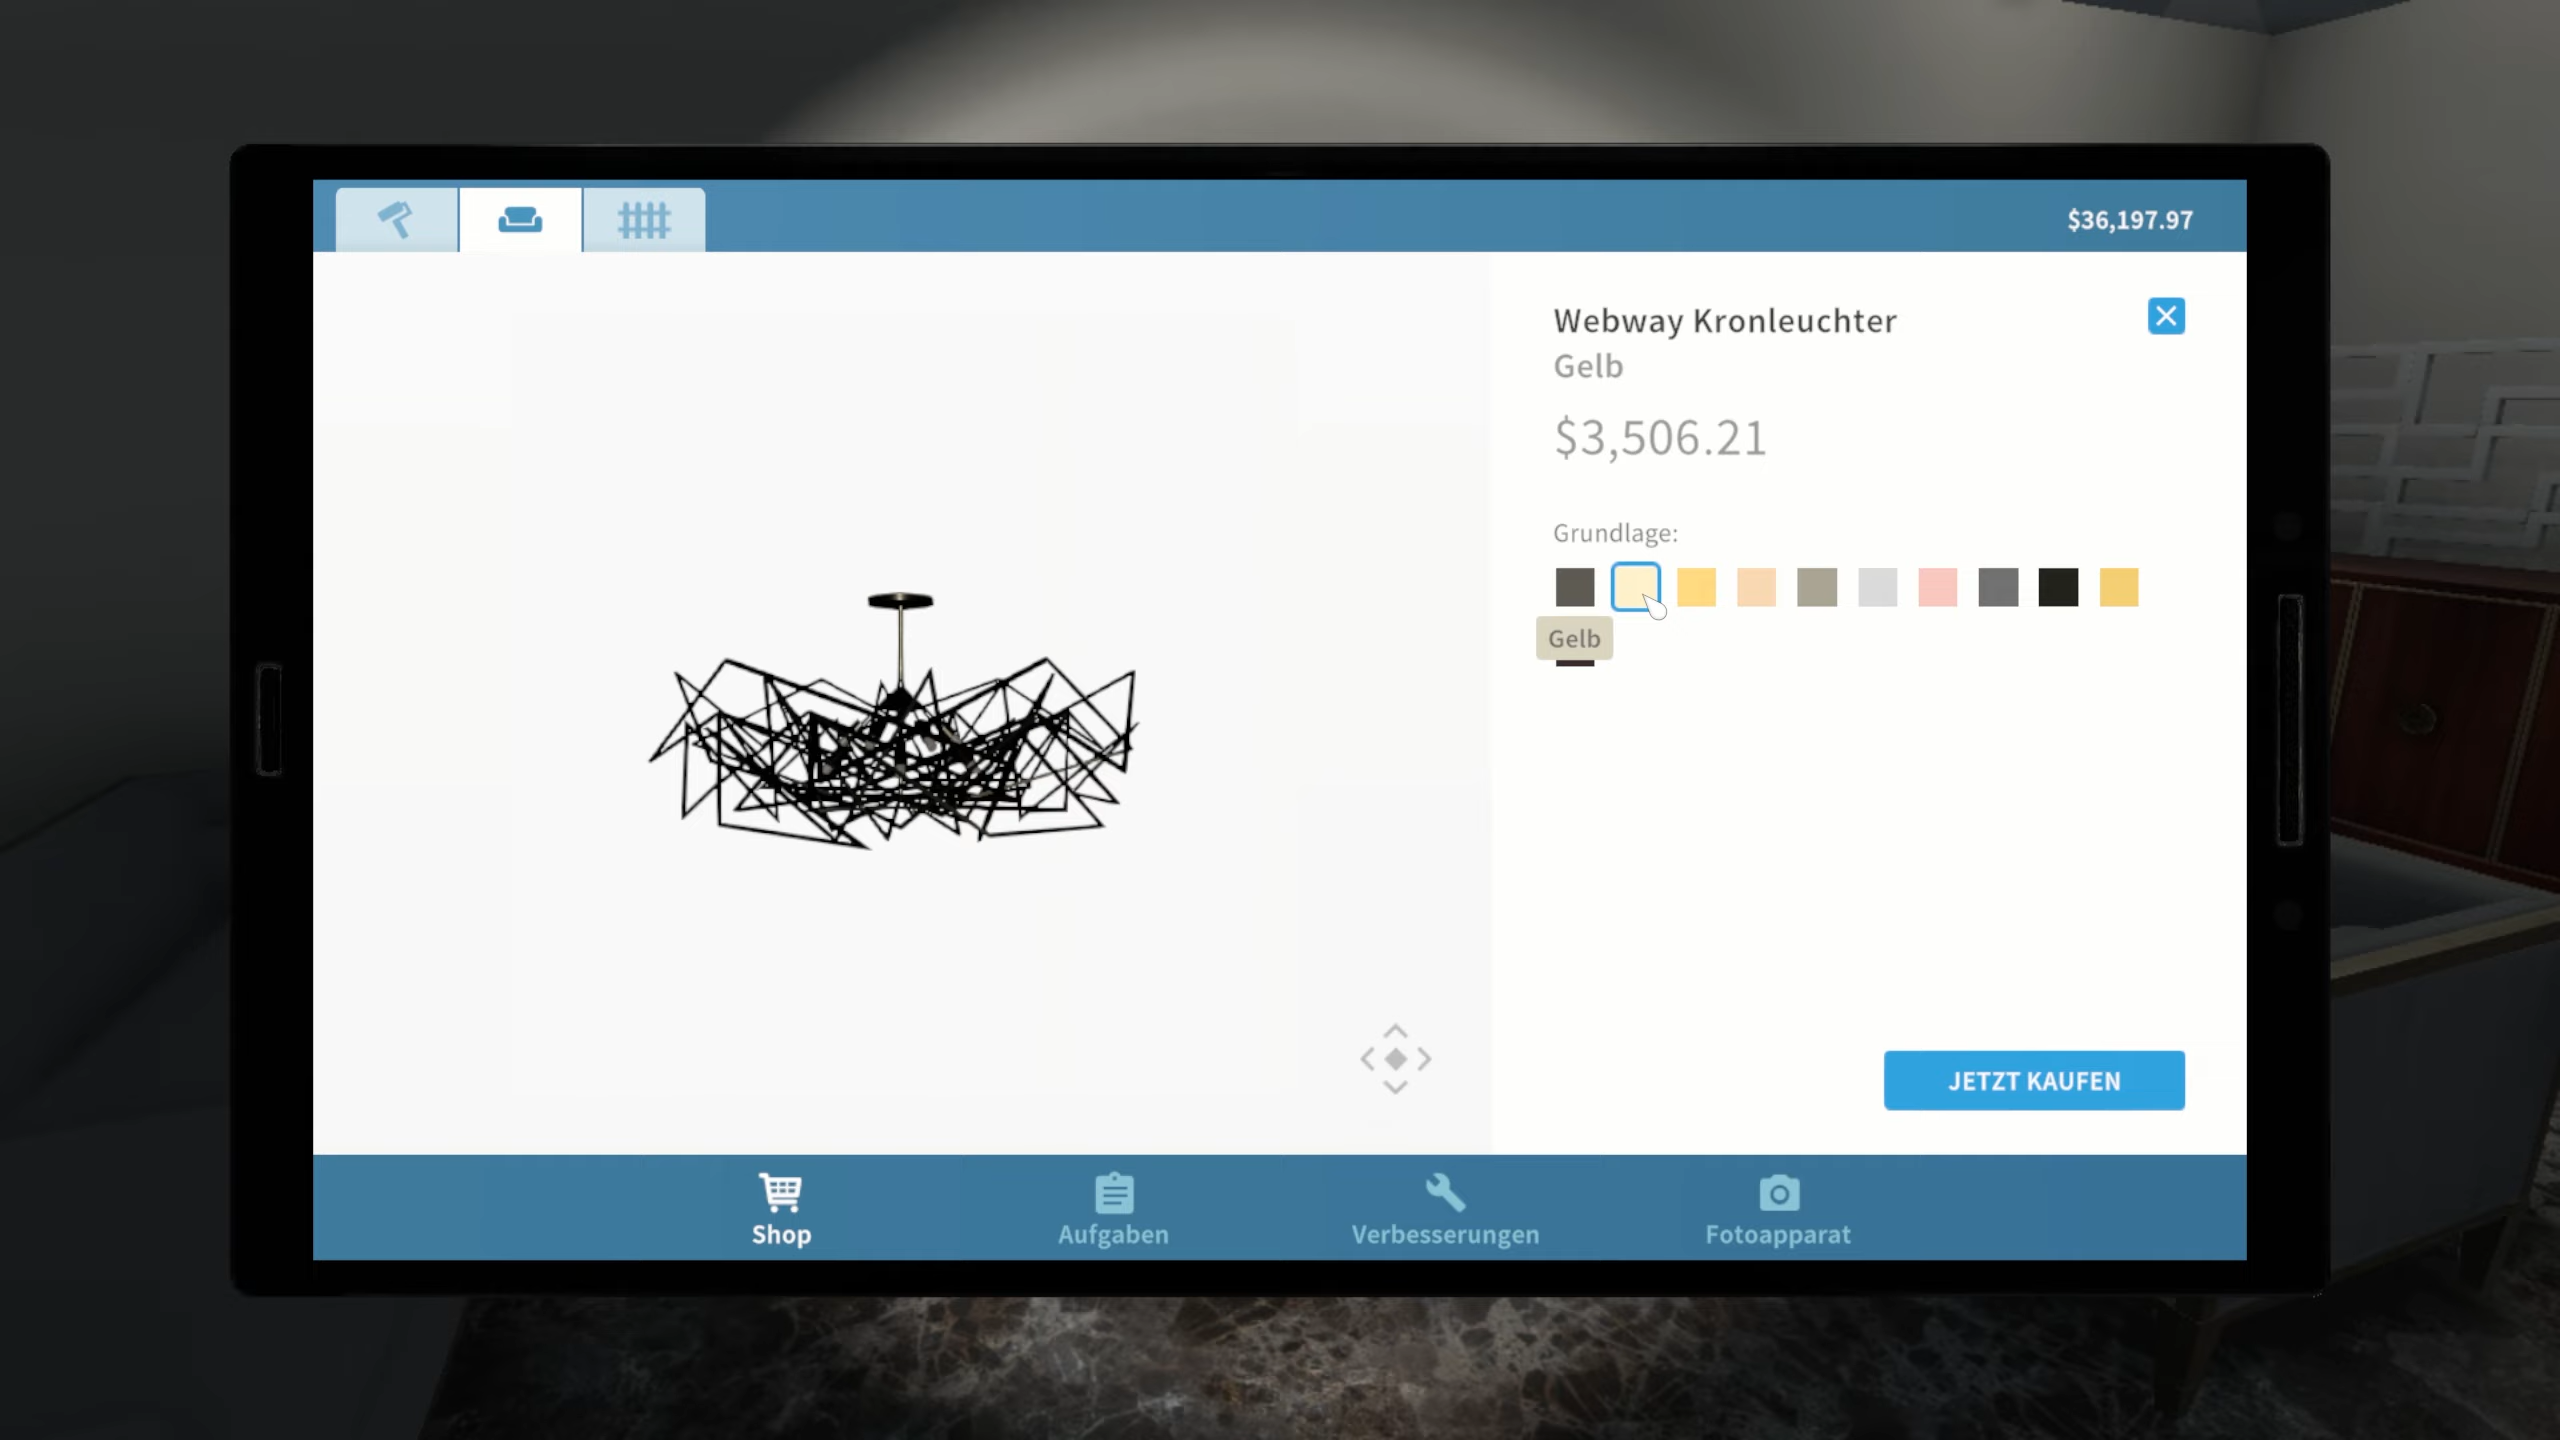 $36,197.97
Webway Kronleuchter
Gelb
$3,506.21
Grundlage:
Gelb
JETZT KAUFEN
Shop
Aufgaben
Verbesserungen
Fotoapparat